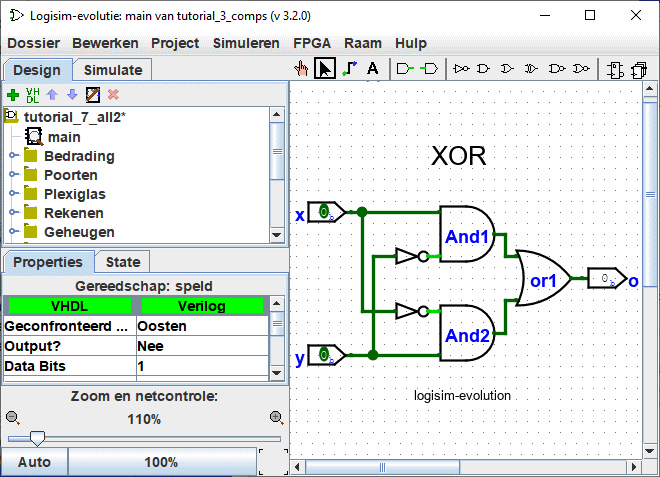 Logisim-evolutie: main van tutorial_3_comps (v 3.2.0)
Dossier Bewerken Project Simuleren FPGA Raam Hulp
Design Simulate
A
VH
DL
tutorial_7_all2*
main
Bedrading
Poorten
Plexiglas
Rekenen
Geheugen
Properties State
Gereedschap: speld
VHDL Verilog
Geconfronteerd ... Oosten
Output? Nee
Data Bits 1
Zoom en netcontrole:
110%
Auto 100%
XOR
x 0
And1
or1 0 o
And2
y 0
logisim-evolution